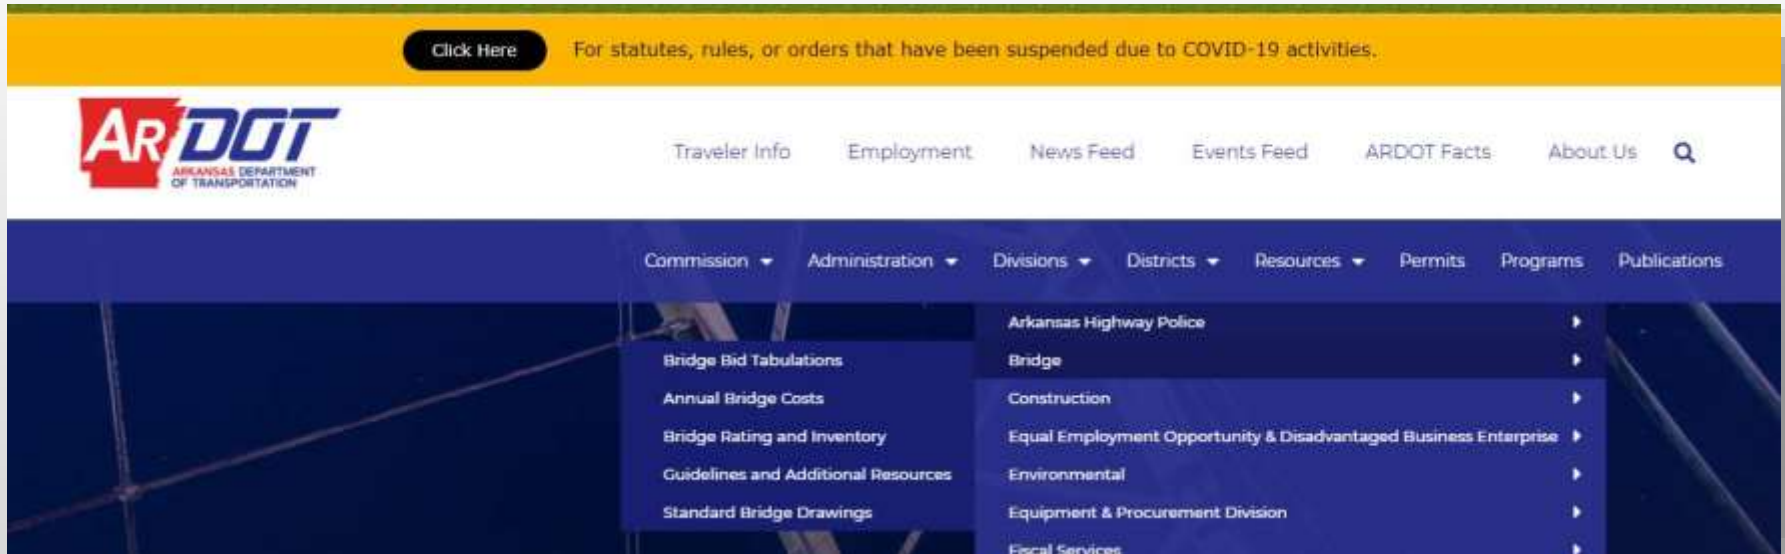 Click Here For statutes, rules, or orders that have been suspended due to COVID-19 activities.
ARDOT
ARKANSAS DEPARTMENT
OF TRANSPORTATION
Traveler Info Employment News Feed Events Feed ARDOT Facts About Us
Commission Administration Divisions Districts Resources Permits Programs Publications
Arkansas Highway Police
Bridge
Construction
Equal Employment Opportunity & Disadvantaged Business Enterprise
Environmental
Equipment & Procurement Division
Fiscal Services
Bridge Bid Tabulations
Annual Bridge Costs
Bridge Rating and Inventory
Guidelines and Additional Resources
Standard Bridge Drawings